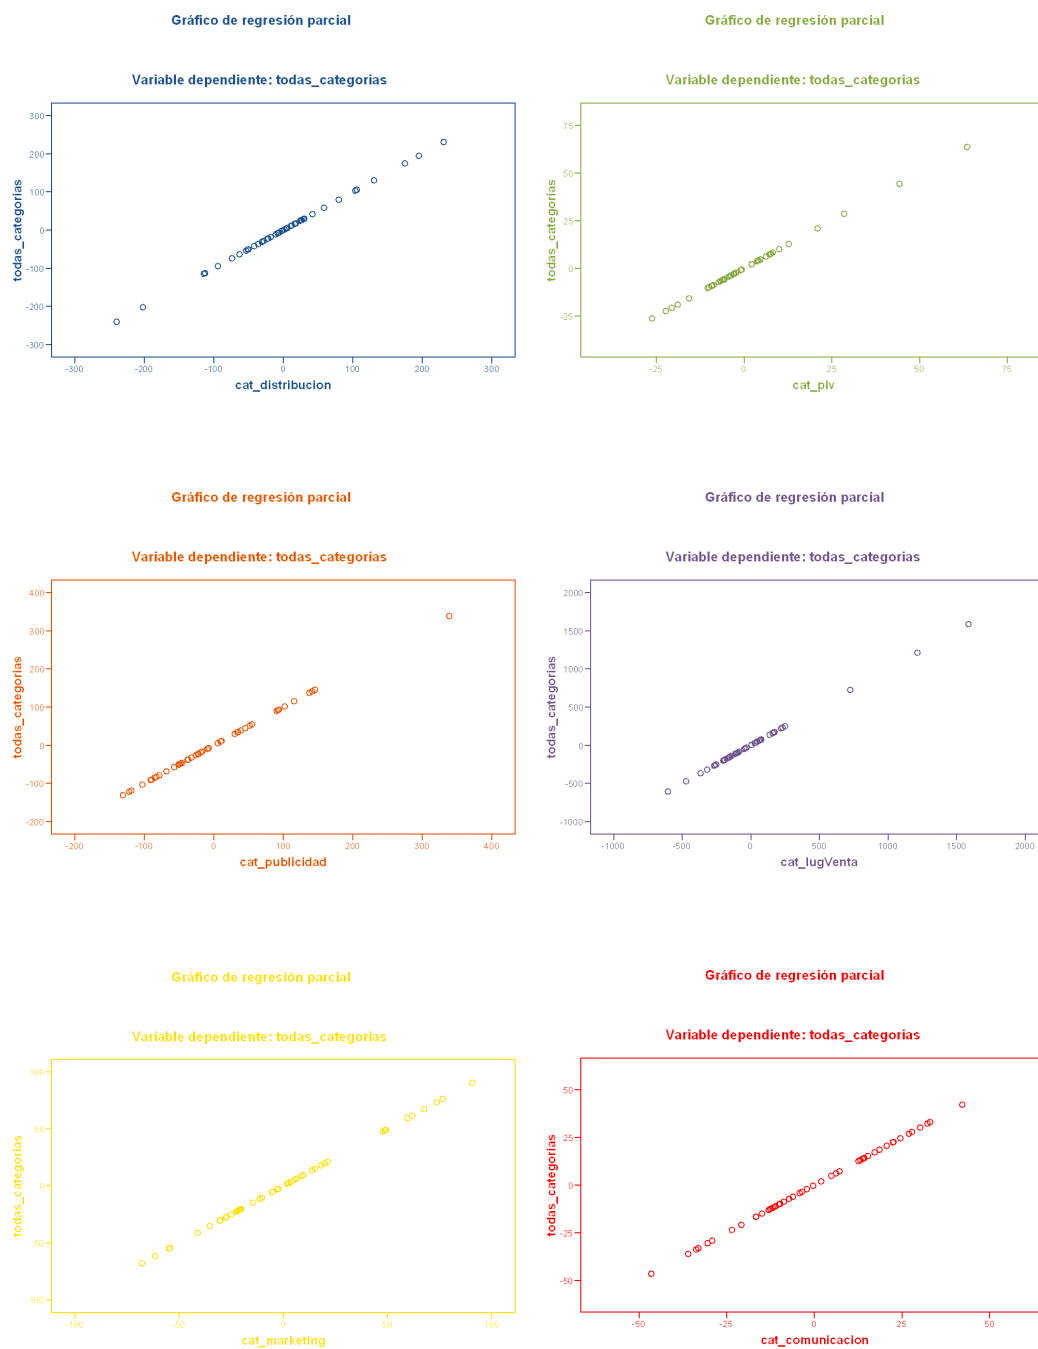 Gráfico de regresión parcial
Variable dependiente: todas_categorias
todas_categorias
300
200
100
0
-100
-200
-300
-300 -200 -100 0 100 200 300
cat_distribucion
Gráfico de regresión parcial
Variable dependiente: todas_categorias
todas_categorias
75
50
25
0
-25
-25 0 25 50 75
cat_plv
Gráfico de regresión parcial
Variable dependiente: todas_categorias
todas_categorias
400
300
200
100
0
-100
-200
-200 -100 0 100 200 300 400
cat_publicidad
Gráfico de regresión parcial
Variable dependiente: todas_categorias
todas_categorias
2000
1500
1000
500
0
-500
-1000
-1000 -500 0 500 1000 1500 2000
cat_lugVenta
Gráfico de regresión parcial
Variable dependiente: todas_categorias
todas_categorias
100
50
0
-50
-100
-100 -50 0 50 100
cat_marketing
Gráfico de regresión parcial
Variable dependiente: todas_categorias
todas_categorias
50
25
0
-25
-50
-50 -25 0 25 50
cat_comunicacion